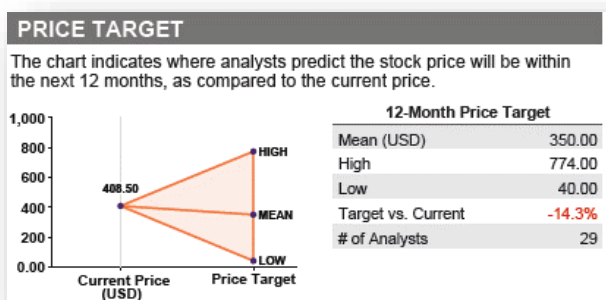 PRICE TARGET
The chart indicates where analysts predict the stock price will be within
the next 12 months, as compared to the current price.
1,000
800
600
400
200
0.00
408.50
HIGH
MEAN
LOW
Current Price
(USD)
Price Target
12-Month Price Target
Mean (USD) 350.00
High 774.00
Low 40.00
Target vs. Current -14.3%
# of Analysts 29